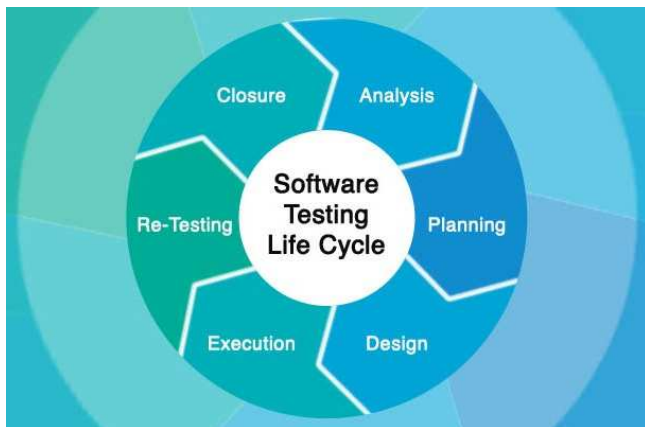 Software
Testing
Life Cycle
Analysis
Planning
Design
Execution
Re-Testing
Closure